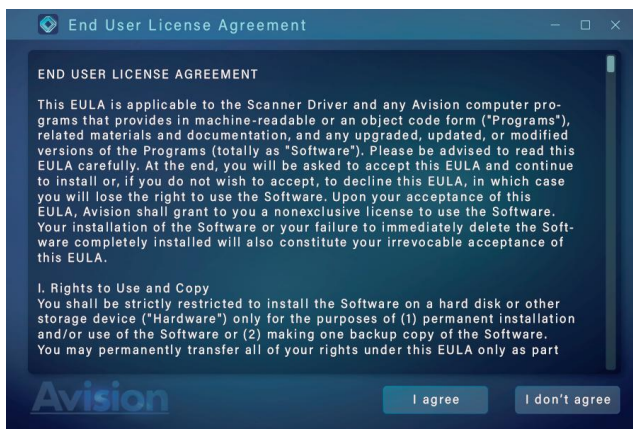 End User License Agreement
END USER LICENSE AGREEMENT
This EULA is applicable to the Scanner Driver and any Avision computer pro-
grams that provides in machine-readable or an object code form ("Programs"),
related materials and documentation, and any upgraded, updated, or modified
versions of the Programs (totally as "Software"). Please be advised to read this
EULA carefully. At the end, you will be asked to accept this EULA and continue
to install or, if you do not wish to accept, to decline this EULA, in which case
you will lose the right to use the Software. Upon your acceptance of this
EULA, Avision shall grant to you a nonexclusive license to use the Software.
Your installation of the Software or your failure to immediately delete the Soft-
ware completely installed will also constitute your irrevocable acceptance of
this EULA.
I. Rights to Use and Copy
You shall be strictly restricted to install the Software on a hard disk or other
storage device ("Hardware") only for the purposes of (1) permanent installation
and/or use of the Software or (2) making one backup copy of the Software.
You may permanently transfer all of your rights under this EULA only as part
Avision
I agree
I don't agree